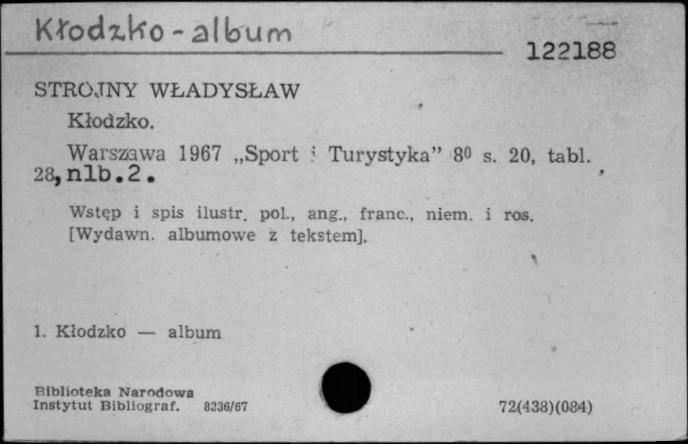 Kłodzko - album
122188
STROJNY WŁADYSŁAW
Kłodzko.
Warszawa 1967 „Sport i Turystyka” 8⁰ s. 20, tabl.
28, nlb. 2.
Wstęp i spis ilustr. pol., ang., franc., niem. i ros.
[Wydawn. albumowe z tekstem].
1. Kłodzko — album
Biblioteka Narodowa
Instytut Bibliograf. 8336/67
72(438)(084)